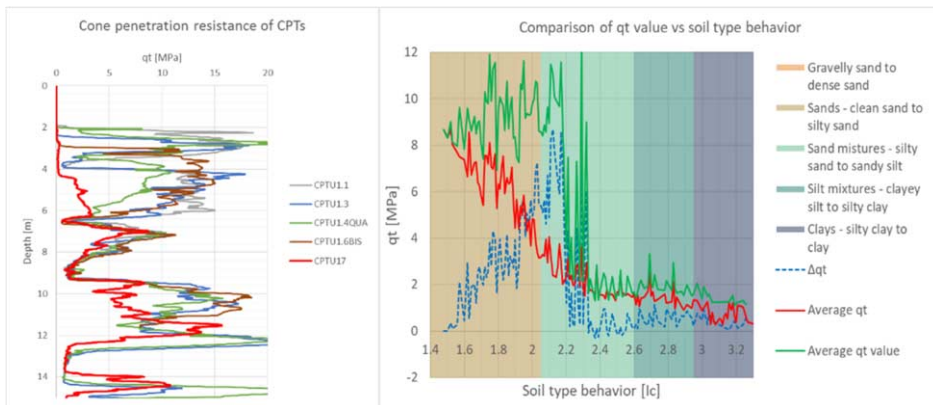 Cone penetration resistance of CPTs
qt [MPa]
0 5 10 15 20
0
2
4
6
8
10
12
14
Depth [m]
CPTU1.1
CPTU1.3
CPTU1.4QUA
CPTU1.6BIS
CPTU17
Comparison of qt value vs soil type behavior
12
10
8
6
4
2
0
-2
qt [MPa]
1.4 1.6 1.8 2 2.2 2.4 2.6 2.8 3 3.2
Soil type behavior [Ic]
Gravelly sand to
dense sand
Sands - clean sand to
silty sand
Sand mixtures - silty
sand to sandy silt
Silt mixtures - clayey
silt to silty clay
Clays - silty clay to
clay
Δqt
Average qt
Average qt value